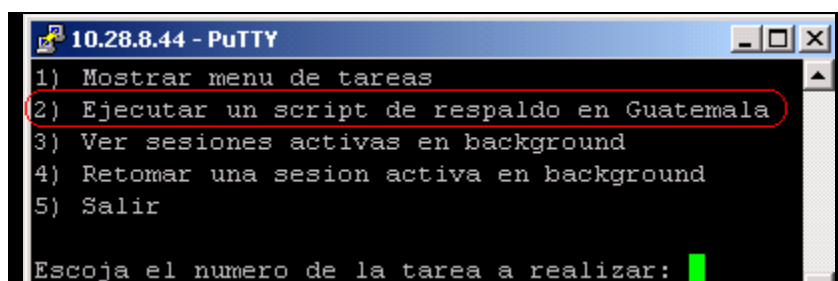 10.28.8.44 - PuTTY
1) Mostrar menu de tareas
2) Ejecutar un script de respaldo en Guatemala
3) Ver sesiones activas en background
4) Retomar una sesion activa en background
5) Salir
Escoja el numero de la tarea a realizar: